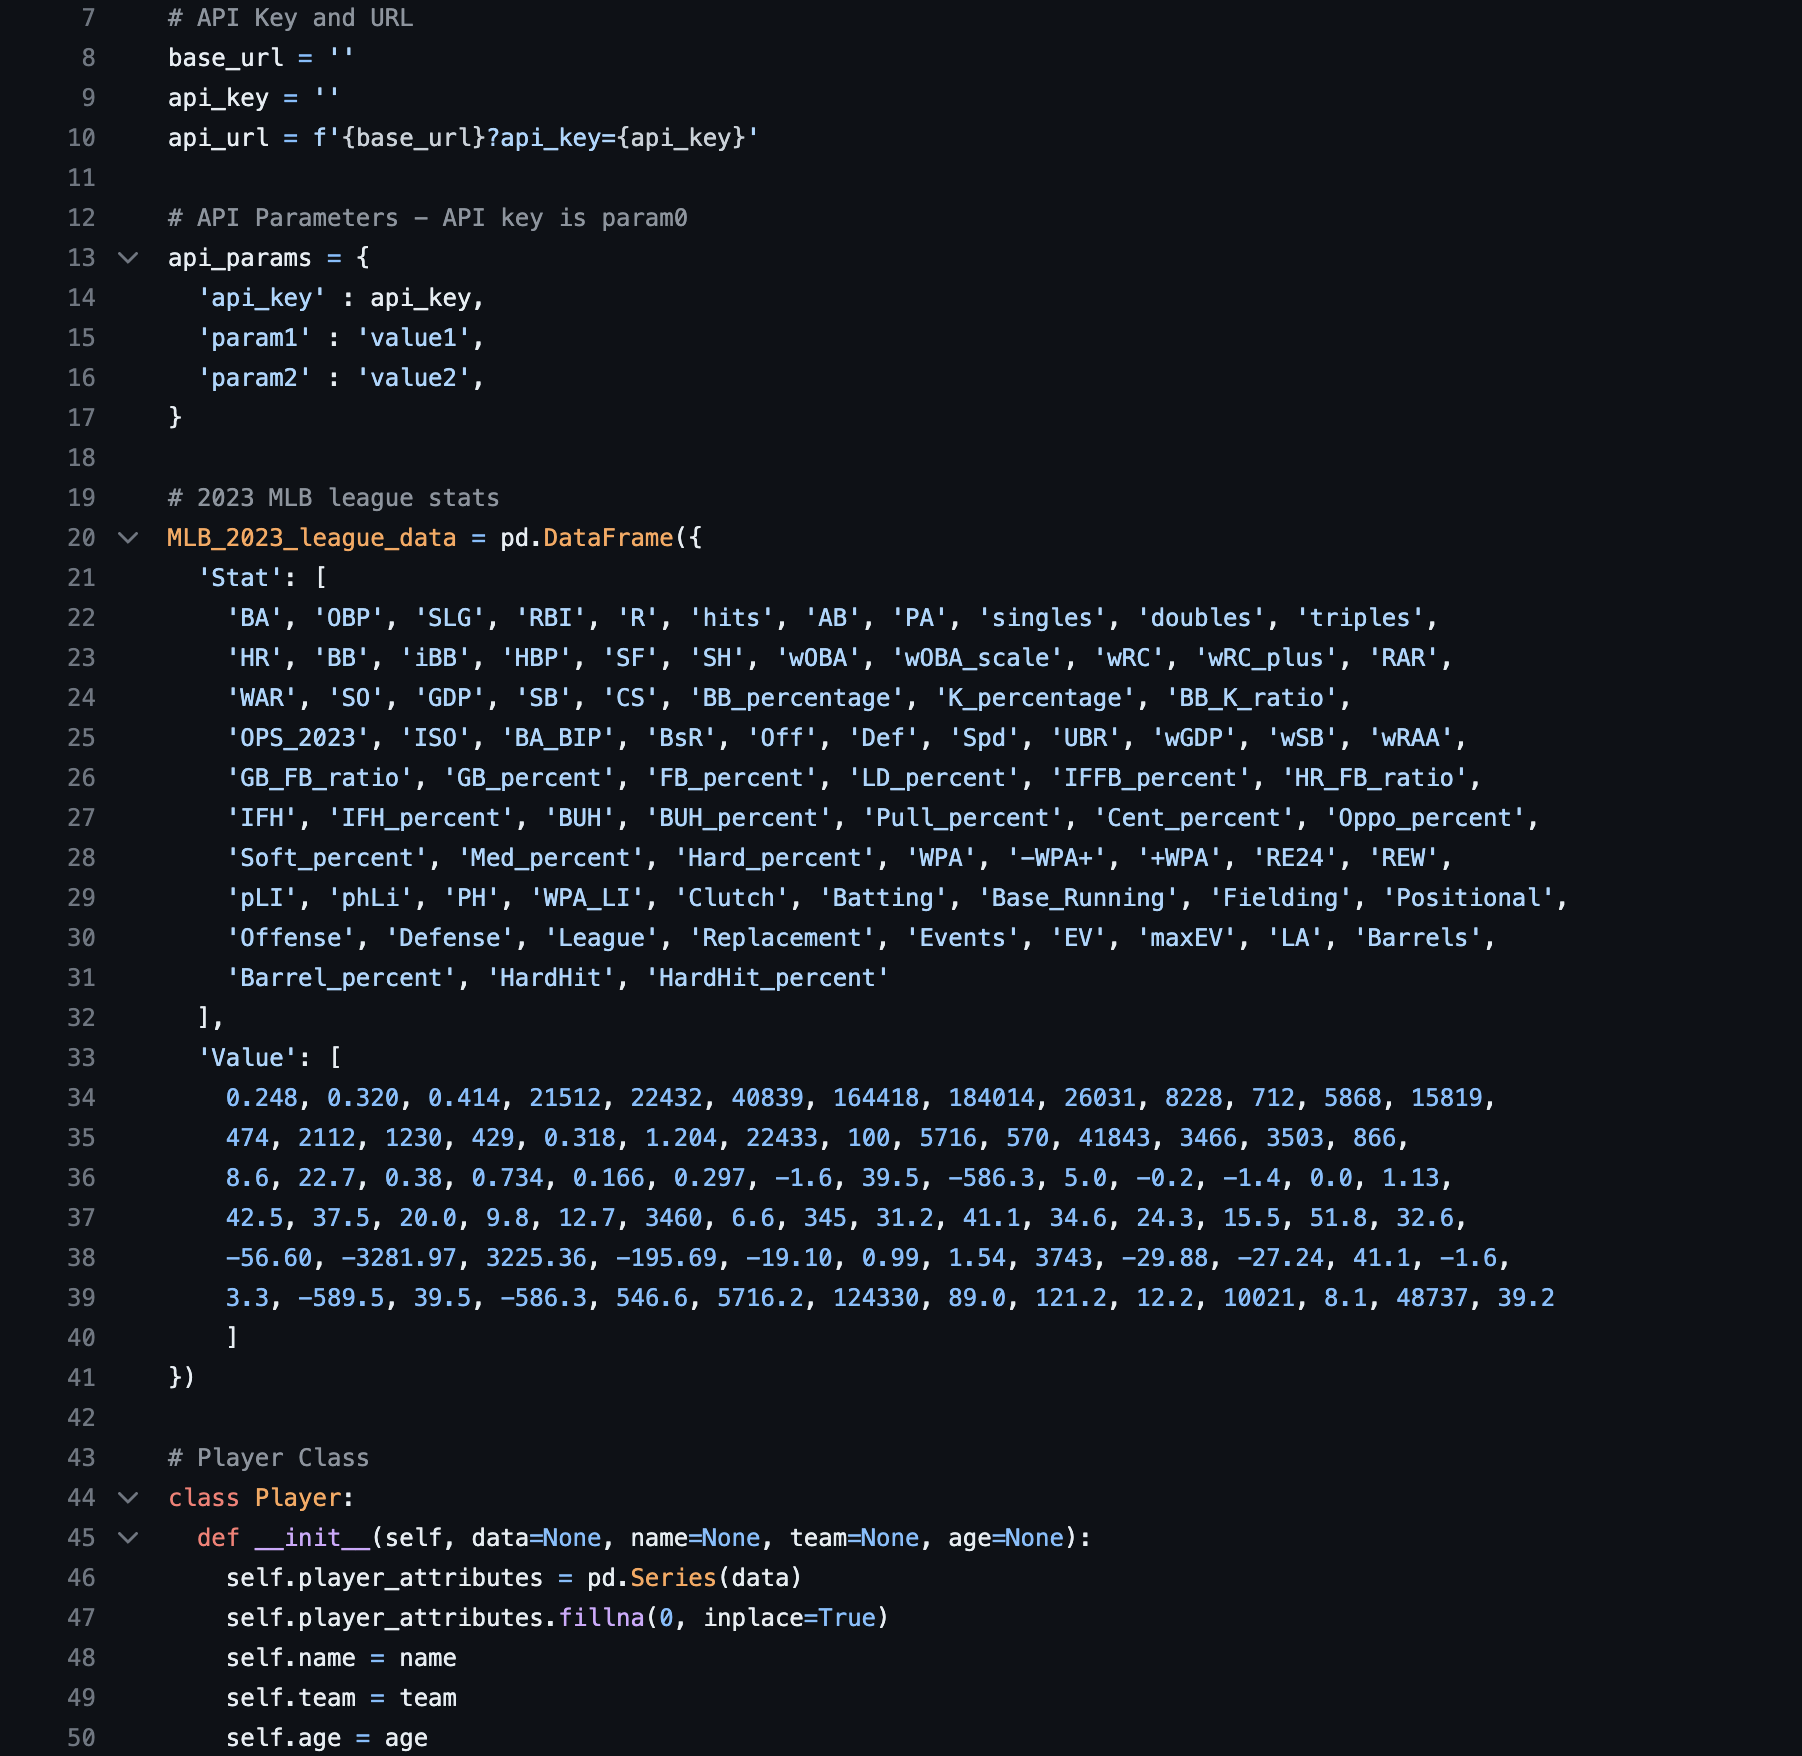 7 # API Key and URL
8 base_url = ''
9 api_key = ''
10 api_url = f'{base_url}?api_key={api_key}'
11
12 # API Parameters - API key is param0
13 api_params = {
14   'api_key' : api_key,
15   'param1' : 'value1',
16   'param2' : 'value2',
17 }
18
19 # 2023 MLB league stats
20 MLB_2023_league_data = pd.DataFrame({
21   'Stat': [
22     'BA', 'OBP', 'SLG', 'RBI', 'R', 'hits', 'AB', 'PA', 'singles', 'doubles', 'triples',
23     'HR', 'BB', 'iBB', 'HBP', 'SF', 'SH', 'wOBA', 'wOBA_scale', 'wRC', 'wRC_plus', 'RAR',
24     'WAR', 'SO', 'GDP', 'SB', 'CS', 'BB_percentage', 'K_percentage', 'BB_K_ratio',
25     'OPS_2023', 'ISO', 'BA_BIP', 'BsR', 'Off', 'Def', 'Spd', 'UBR', 'wGDP', 'wSB', 'wRAA',
26     'GB_FB_ratio', 'GB_percent', 'FB_percent', 'LD_percent', 'IFFB_percent', 'HR_FB_ratio',
27     'IFH', 'IFH_percent', 'BUH', 'BUH_percent', 'Pull_percent', 'Cent_percent', 'Oppo_percent',
28     'Soft_percent', 'Med_percent', 'Hard_percent', 'WPA', '-WPA+', '+WPA', 'RE24', 'REW',
29     'pLI', 'phLi', 'PH', 'WPA_LI', 'Clutch', 'Batting', 'Base_Running', 'Fielding', 'Positional',
30     'Offense', 'Defense', 'League', 'Replacement', 'Events', 'EV', 'maxEV', 'LA', 'Barrels',
31     'Barrel_percent', 'HardHit', 'HardHit_percent'
32   ],
33   'Value': [
34     0.248, 0.320, 0.414, 21512, 22432, 40839, 164418, 184014, 26031, 8228, 712, 5868, 15819,
35     474, 2112, 1230, 429, 0.318, 1.204, 22433, 100, 5716, 570, 41843, 3466, 3503, 866,
36     8.6, 22.7, 0.38, 0.734, 0.166, 0.297, -1.6, 39.5, -586.3, 5.0, -0.2, -1.4, 0.0, 1.13,
37     42.5, 37.5, 20.0, 9.8, 12.7, 3460, 6.6, 345, 31.2, 41.1, 34.6, 24.3, 15.5, 51.8, 32.6,
38     -56.60, -3281.97, 3225.36, -195.69, -19.10, 0.99, 1.54, 3743, -29.88, -27.24, 41.1, -1.6,
39     3.3, -589.5, 39.5, -586.3, 546.6, 5716.2, 124330, 89.0, 121.2, 12.2, 10021, 8.1, 48737, 39.2
40     ]
41 })
42
43 # Player Class
44 class Player:
45   def __init__(self, data=None, name=None, team=None, age=None):
46     self.player_attributes = pd.Series(data)
47     self.player_attributes.fillna(0, inplace=True)
48     self.name = name
49     self.team = team
50     self.age = age